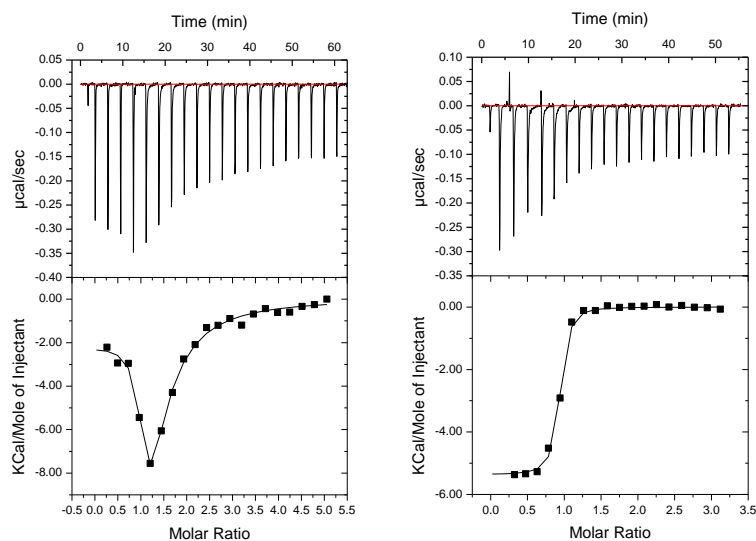 Time (min)
0 10 20 30 40 50 60
0.05
0.00
-0.05
-0.10
-0.15
-0.20
-0.25
-0.30
-0.35
-0.40
µcal/sec
0.00
-2.00
-4.00
-6.00
-8.00
KCal/Mole of Injectant
-0.5 0.0 0.5 1.0 1.5 2.0 2.5 3.0 3.5 4.0 4.5 5.0 5.5
Molar Ratio
Time (min)
0 10 20 30 40 50
0.10
0.05
0.00
-0.05
-0.10
-0.15
-0.20
-0.25
-0.30
-0.35
µcal/sec
0.00
-2.00
-4.00
-6.00
KCal/Mole of Injectant
0.0 0.5 1.0 1.5 2.0 2.5 3.0 3.5
Molar Ratio